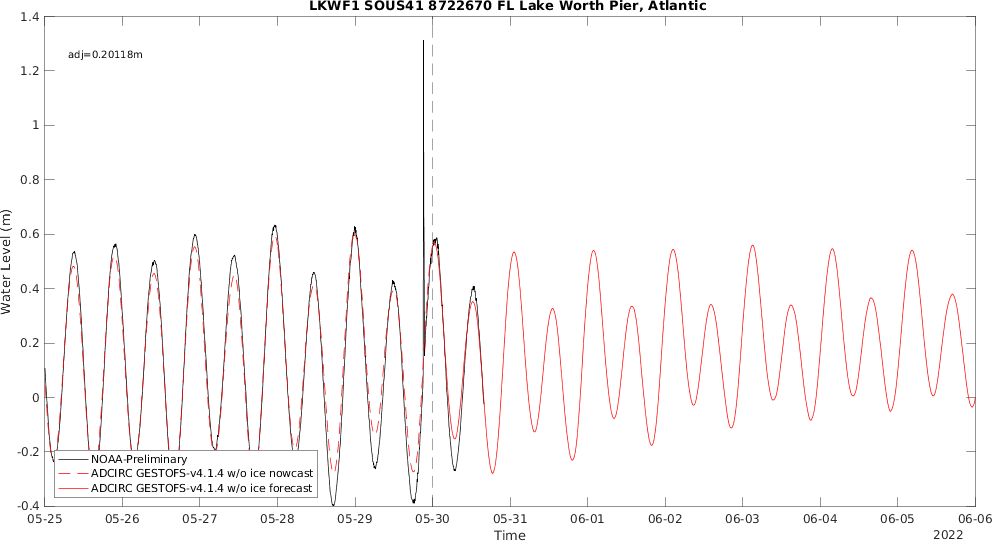 LKWF1 SOUS41 8722670 FL Lake Worth Pier, Atlantic
adj=0.20118m
1.4
1.2
1
0.8
0.6
0.4
0.2
0
-0.2
-0.4
Water Level (m)
NOAA-Preliminary
ADCIRC GESTOFS-v4.1.4 w/o ice nowcast
ADCIRC GESTOFS-v4.1.4 w/o ice forecast
05-25 05-26 05-27 05-28 05-29 05-30 05-31 06-01 06-02 06-03 06-04 06-05 06-06
Time
2022